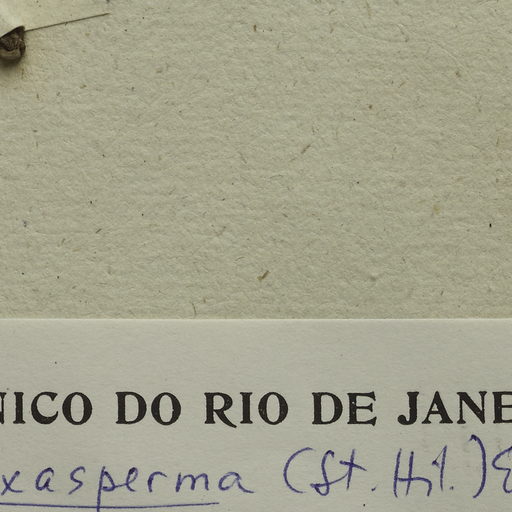 NICO DO RIO DE JANE
xasperma (St. Hil.)